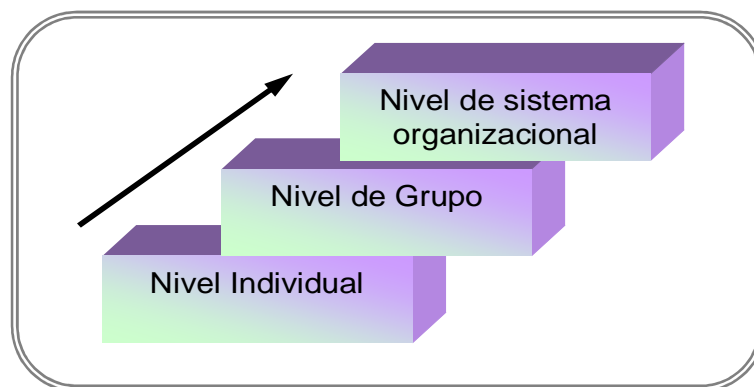 Nivel de sistema
organizacional
Nivel de Grupo
Nivel Individual